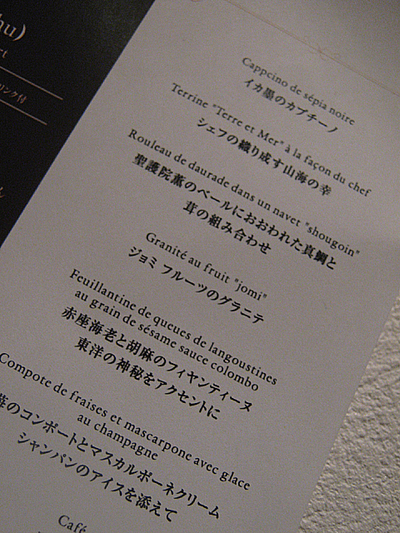 hu)
rt
リンク付
ん
Cappcino de sépia noire
イカ墨のカプチーノ
Terrine "Terre et Mer" à la façon du chef
シェフの織り成す山海の幸
Rouleau de daurade dans un navet "shougoin"
聖護院蕪のベールにおおわれた真鯛と
茸の組み合わせ
Granité au fruit "jomi"
ジョミ フルーツのグラニテ
Feuillantine de queues de langoustines
au grain de sésame sauce colombo
赤座海老と胡麻のフィヤンティーヌ
東洋の神秘をアクセントに
Compote de fraises et mascarpone avec glace
au champagne
苺のコンポートとマスカルポーネクリーム
シャンパンのアイスを添えて
Café